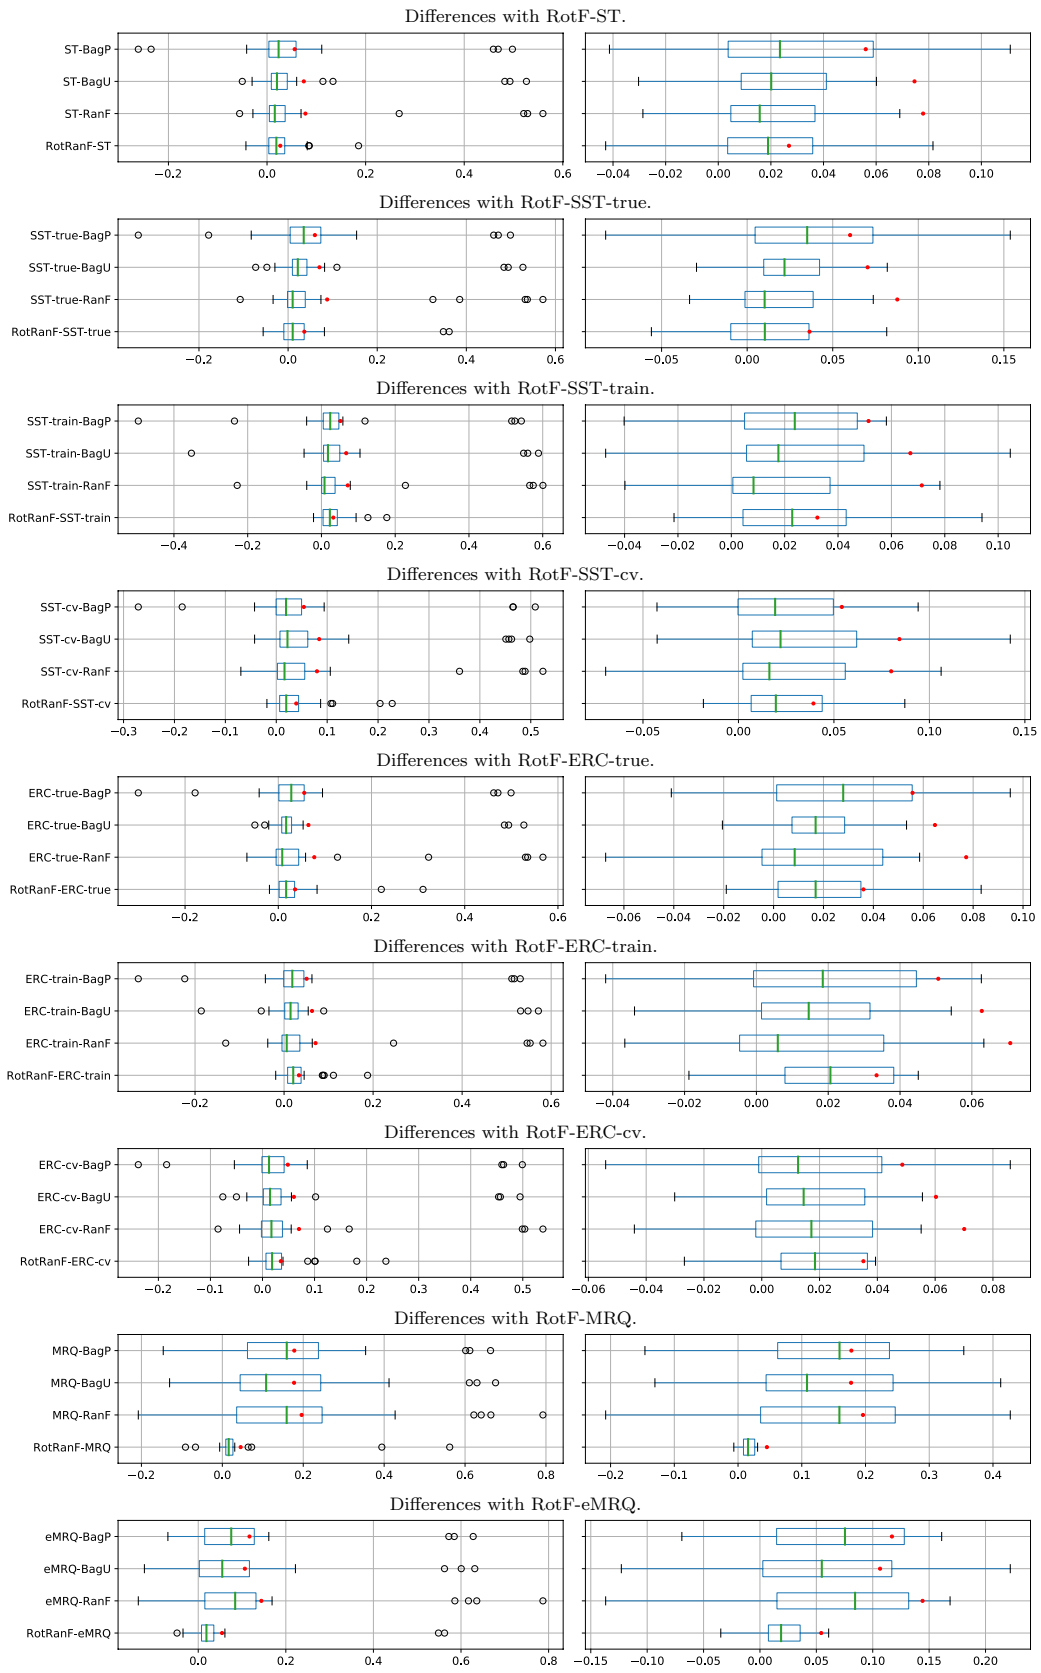 Differences with RotF-ST.
ST-BagP
ST-BagU
ST-RanF
RotRanF-ST
−0.2 0.0 0.2 0.4 0.6 −0.04 −0.02 0.00 0.02 0.04 0.06 0.08 0.10
Differences with RotF-SST-true.
SST-true-BagP
SST-true-BagU
SST-true-RanF
RotRanF-SST-true
−0.2 0.0 0.2 0.4 0.6 −0.05 0.00 0.05 0.10 0.15
Differences with RotF-SST-train.
SST-train-BagP
SST-train-BagU
SST-train-RanF
RotRanF-SST-train
−0.4 −0.2 0.0 0.2 0.4 0.6 −0.04 −0.02 0.00 0.02 0.04 0.06 0.08 0.10
Differences with RotF-SST-cv.
SST-cv-BagP
SST-cv-BagU
SST-cv-RanF
RotRanF-SST-cv
−0.3 −0.2 −0.1 0.0 0.1 0.2 0.3 0.4 0.5 −0.05 0.00 0.05 0.10 0.15
Differences with RotF-ERC-true.
ERC-true-BagP
ERC-true-BagU
ERC-true-RanF
RotRanF-ERC-true
−0.2 0.0 0.2 0.4 0.6 −0.06 −0.04 −0.02 0.00 0.02 0.04 0.06 0.08 0.10
Differences with RotF-ERC-train.
ERC-train-BagP
ERC-train-BagU
ERC-train-RanF
RotRanF-ERC-train
−0.2 0.0 0.2 0.4 0.6 −0.04 −0.02 0.00 0.02 0.04 0.06
Differences with RotF-ERC-cv.
ERC-cv-BagP
ERC-cv-BagU
ERC-cv-RanF
RotRanF-ERC-cv
−0.2 −0.1 0.0 0.1 0.2 0.3 0.4 0.5 −0.06 −0.04 −0.02 0.00 0.02 0.04 0.06 0.08
Differences with RotF-MRQ.
MRQ-BagP
MRQ-BagU
MRQ-RanF
RotRanF-MRQ
−0.2 0.0 0.2 0.4 0.6 0.8 −0.2 −0.1 0.0 0.1 0.2 0.3 0.4
Differences with RotF-eMRQ.
eMRQ-BagP
eMRQ-BagU
eMRQ-RanF
RotRanF-eMRQ
0.0 0.2 0.4 0.6 0.8 −0.15 −0.10 −0.05 0.00 0.05 0.10 0.15 0.20